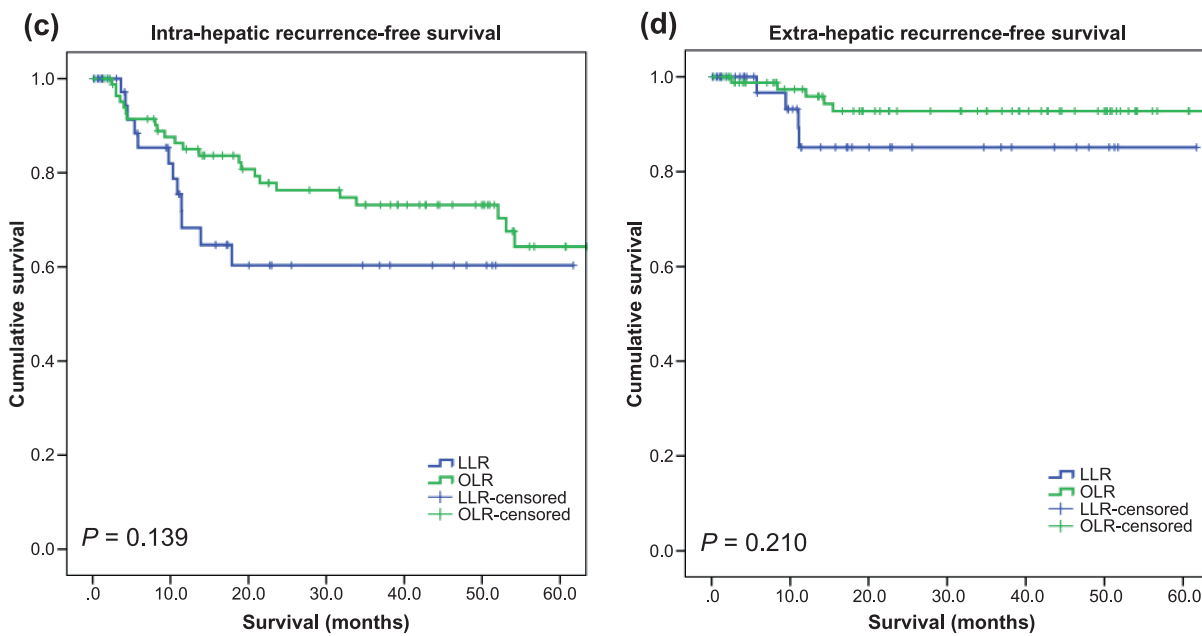 (c)
Intra-hepatic recurrence-free survival
1.0
0.8
0.6
0.4
0.2
0.0
Cumulative survival
LLR
OLR
LLR-censored
OLR-censored
P = 0.139
.0 10.0 20.0 30.0 40.0 50.0 60.0
Survival (months)
(d)
Extra-hepatic recurrence-free survival
1.0
0.8
0.6
0.4
0.2
0.0
Cumulative survival
LLR
OLR
LLR-censored
OLR-censored
P = 0.210
.0 10.0 20.0 30.0 40.0 50.0 60.0
Survival (months)